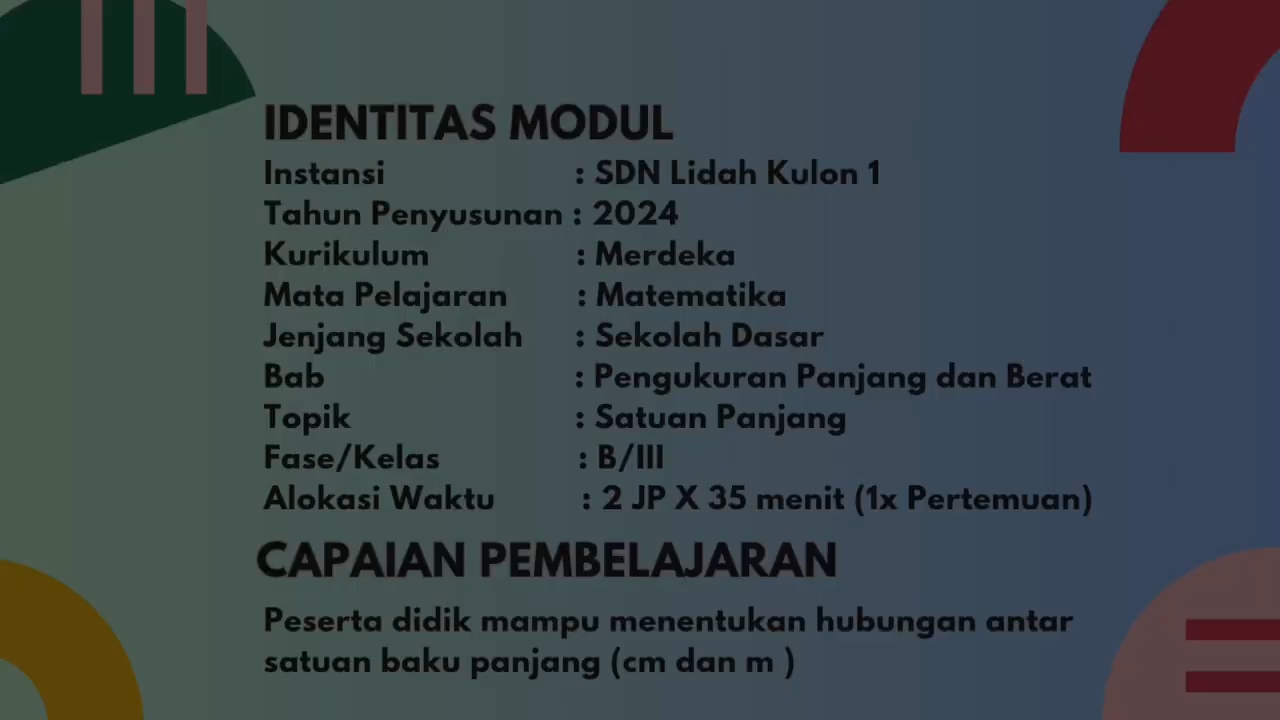 IDENTITAS MODUL
Instansi : SDN Lidah Kulon 1
Tahun Penyusunan : 2024
Kurikulum : Merdeka
Mata Pelajaran : Matematika
Jenjang Sekolah : Sekolah Dasar
Bab : Pengukuran Panjang dan Berat
Topik : Satuan Panjang
Fase/Kelas : B/III
Alokasi Waktu : 2 JP X 35 menit (1x Pertemuan)
CAPAIAN PEMBELAJARAN
Peserta didik mampu menentukan hubungan antar
satuan baku panjang (cm dan m )